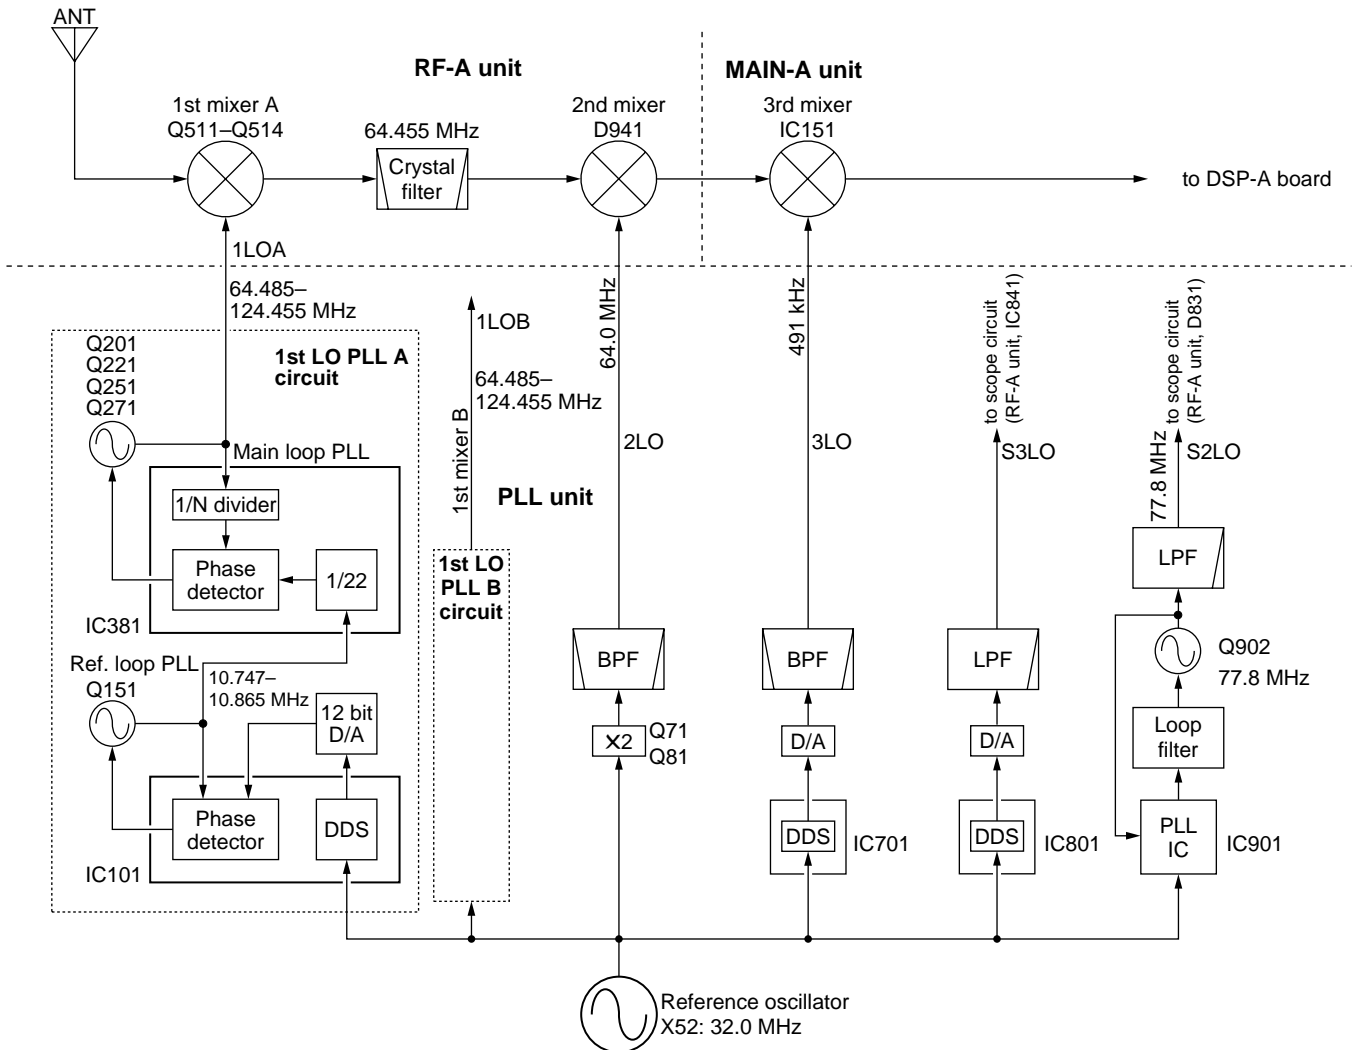 ANT
RF-A unit
MAIN-A unit
1st mixer A
Q511–Q514
64.455 MHz
Crystal
filter
2nd mixer
D941
3rd mixer
IC151
to DSP-A board
1LOA
64.485–
124.455 MHz
1st LO PLL A
circuit
Q201
Q221
Q251
Q271
Main loop PLL
1/N divider
Phase
detector
1/22
IC381
Ref. loop PLL
Q151
10.747–
10.865 MHz
12 bit
D/A
Phase
detector
DDS
IC101
1LOB
64.485–
124.455 MHz
1st mixer B
PLL unit
1st LO
PLL B
circuit
64.0 MHz
2LO
BPF
X2
Q71
Q81
491 kHz
3LO
BPF
D/A
DDS
IC701
to scope circuit
(RF-A unit, IC841)
S3LO
LPF
D/A
DDS
IC801
to scope circuit
(RF-A unit, D831)
77.8 MHz
S2LO
LPF
Q902
77.8 MHz
Loop
filter
PLL
IC
IC901
Reference oscillator
X52: 32.0 MHz